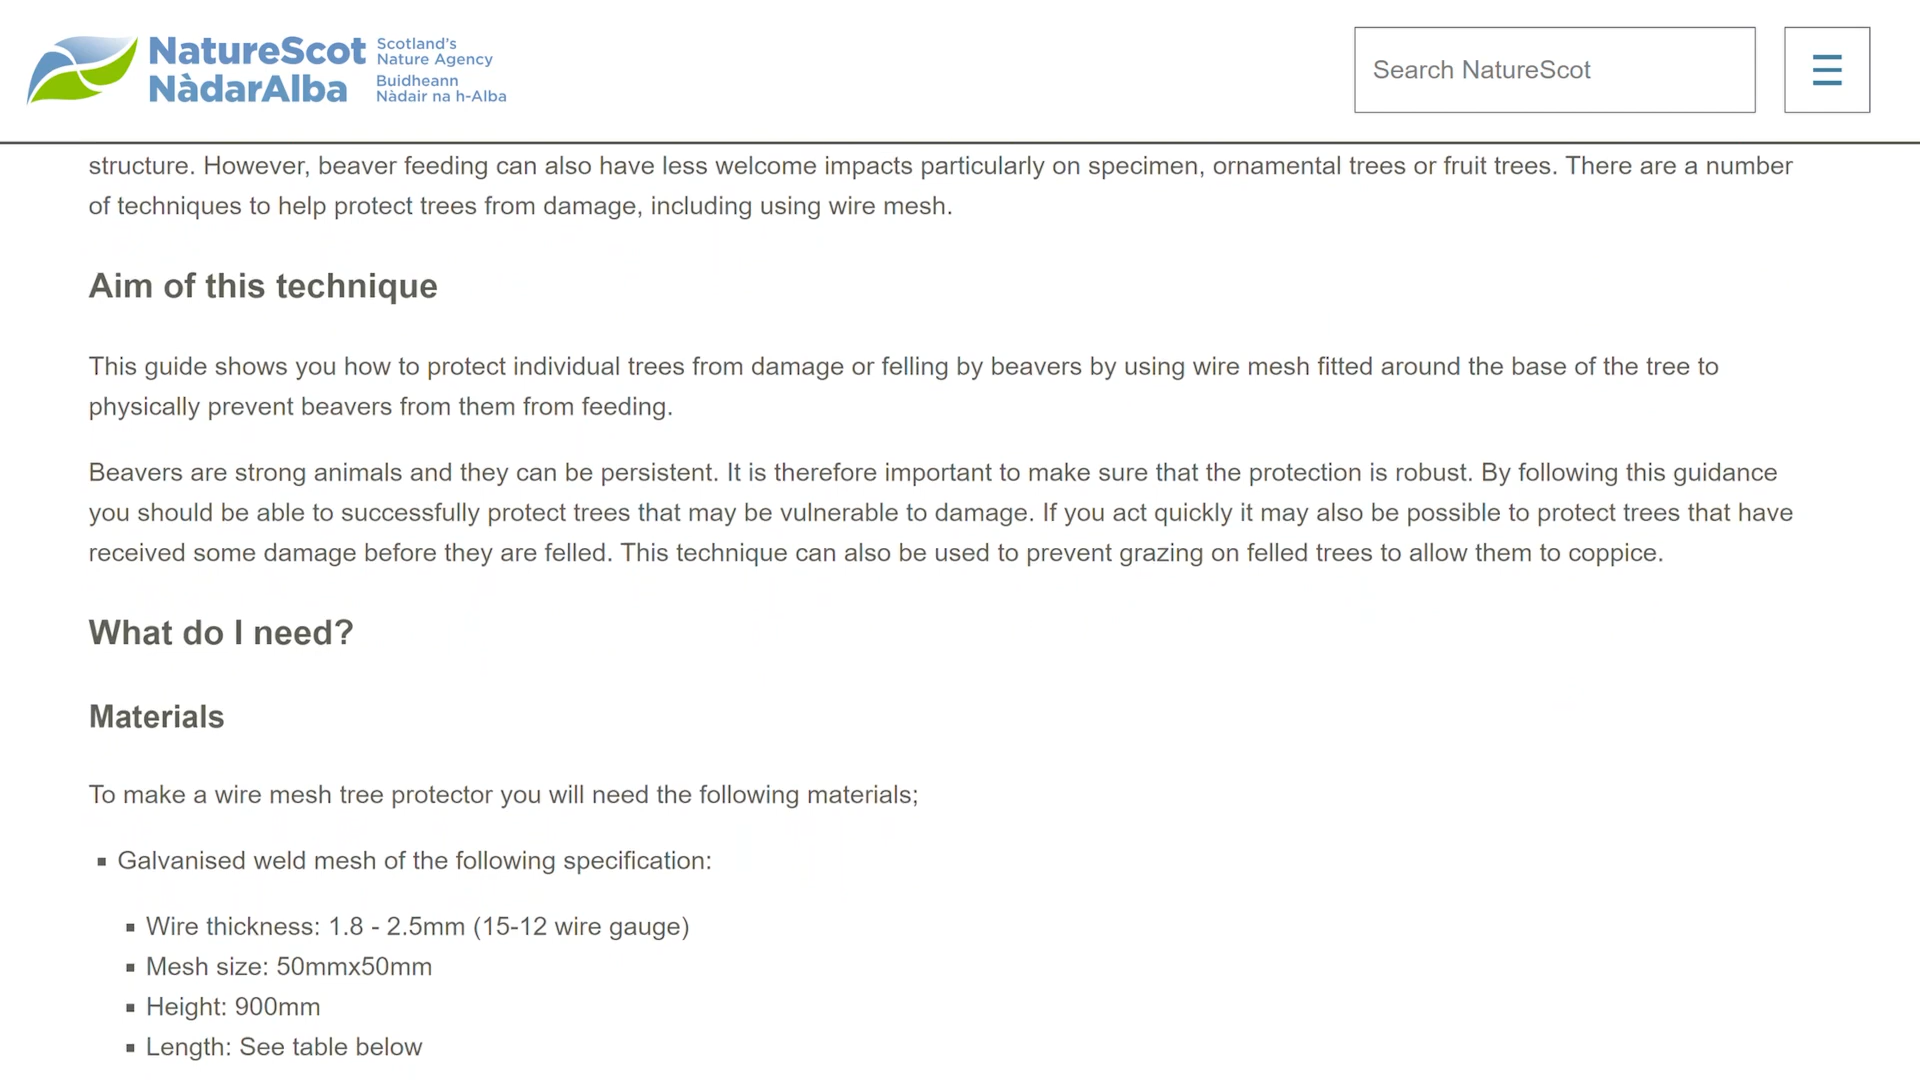 NatureScot
NàdarAlba
Scotland's
Nature Agency
Buidheann
Nàdair na h-Alba
Search NatureScot
structure. However, beaver feeding can also have less welcome impacts particularly on specimen, ornamental trees or fruit trees. There are a number
of techniques to help protect trees from damage, including using wire mesh.
Aim of this technique
This guide shows you how to protect individual trees from damage or felling by beavers by using wire mesh fitted around the base of the tree to
physically prevent beavers from them from feeding.
Beavers are strong animals and they can be persistent. It is therefore important to make sure that the protection is robust. By following this guidance
you should be able to successfully protect trees that may be vulnerable to damage. If you act quickly it may also be possible to protect trees that have
received some damage before they are felled. This technique can also be used to prevent grazing on felled trees to allow them to coppice.
What do I need?
Materials
To make a wire mesh tree protector you will need the following materials;
▪ Galvanised weld mesh of the following specification:
▪ Wire thickness: 1.8 - 2.5mm (15-12 wire gauge)
▪ Mesh size: 50mmx50mm
▪ Height: 900mm
▪ Length: See table below